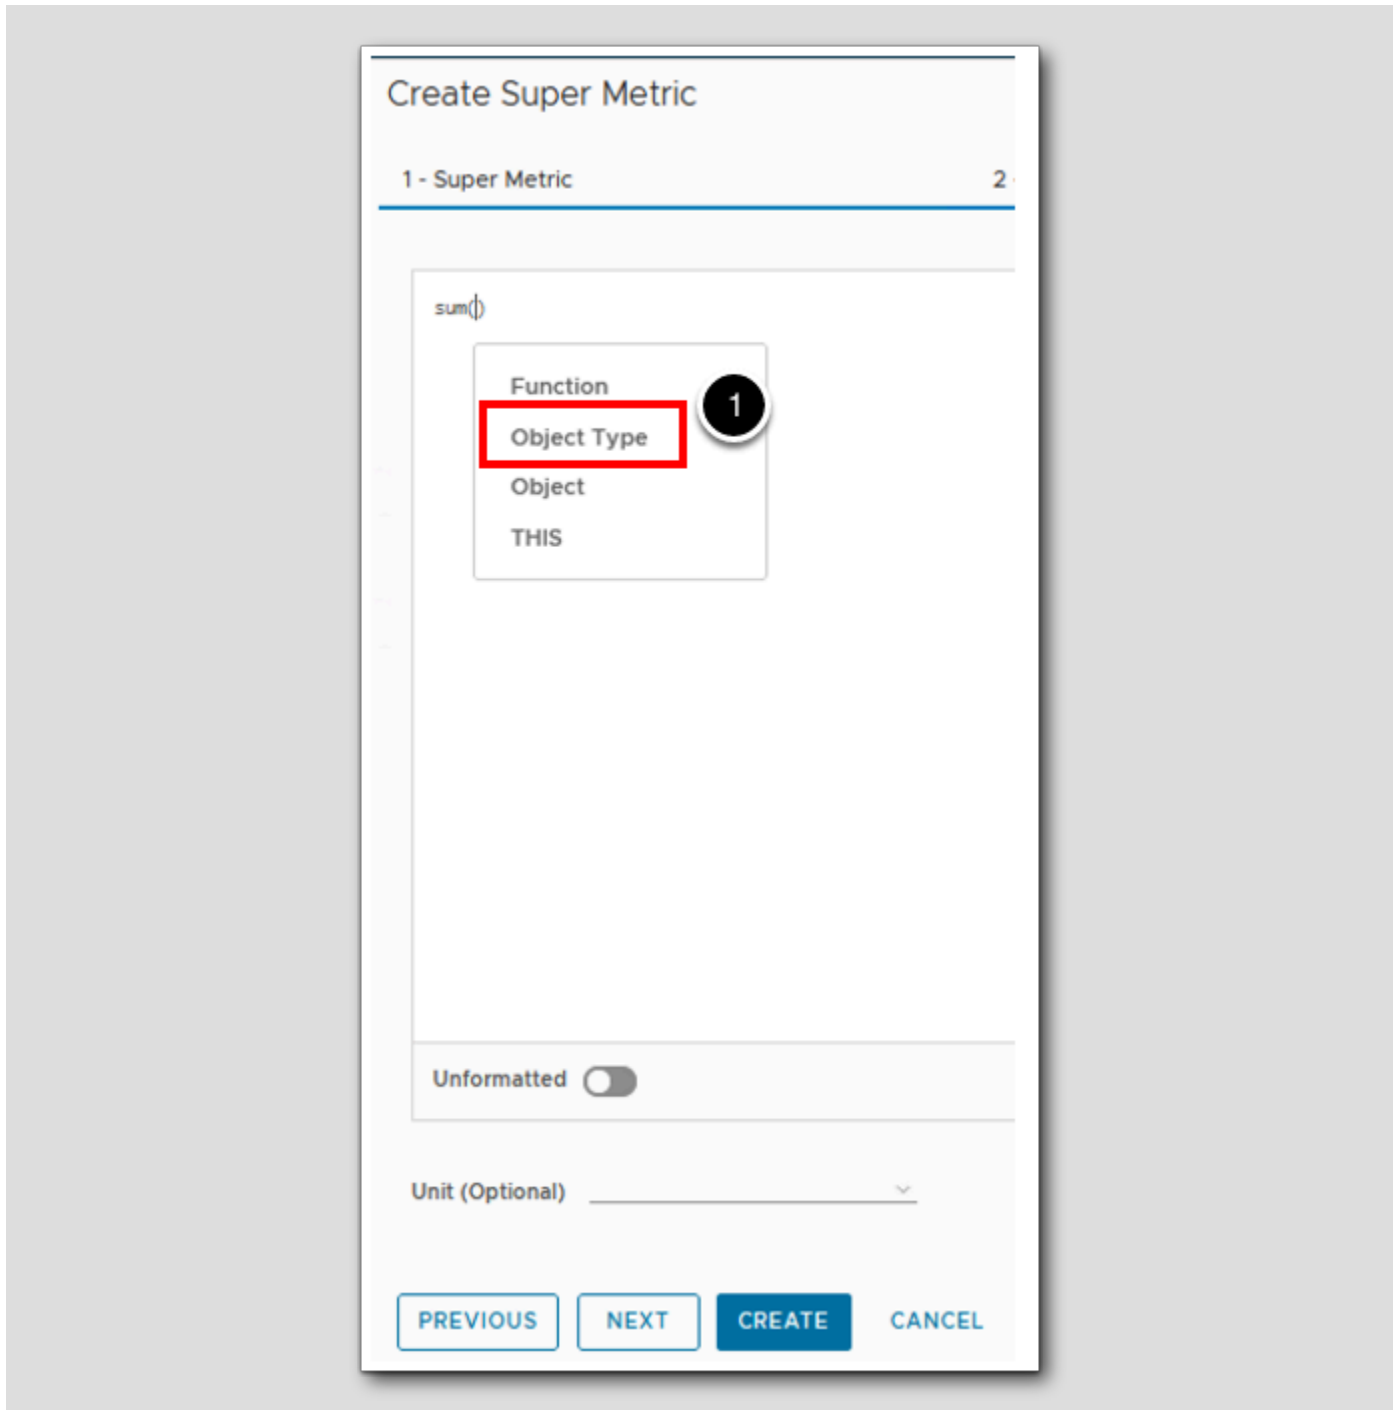 Create Super Metric
1 - Super Metric
2 -
sum()
Function
1
Object Type
Object
THIS
Unformatted
Unit (Optional)
PREVIOUS NEXT CREATE CANCEL